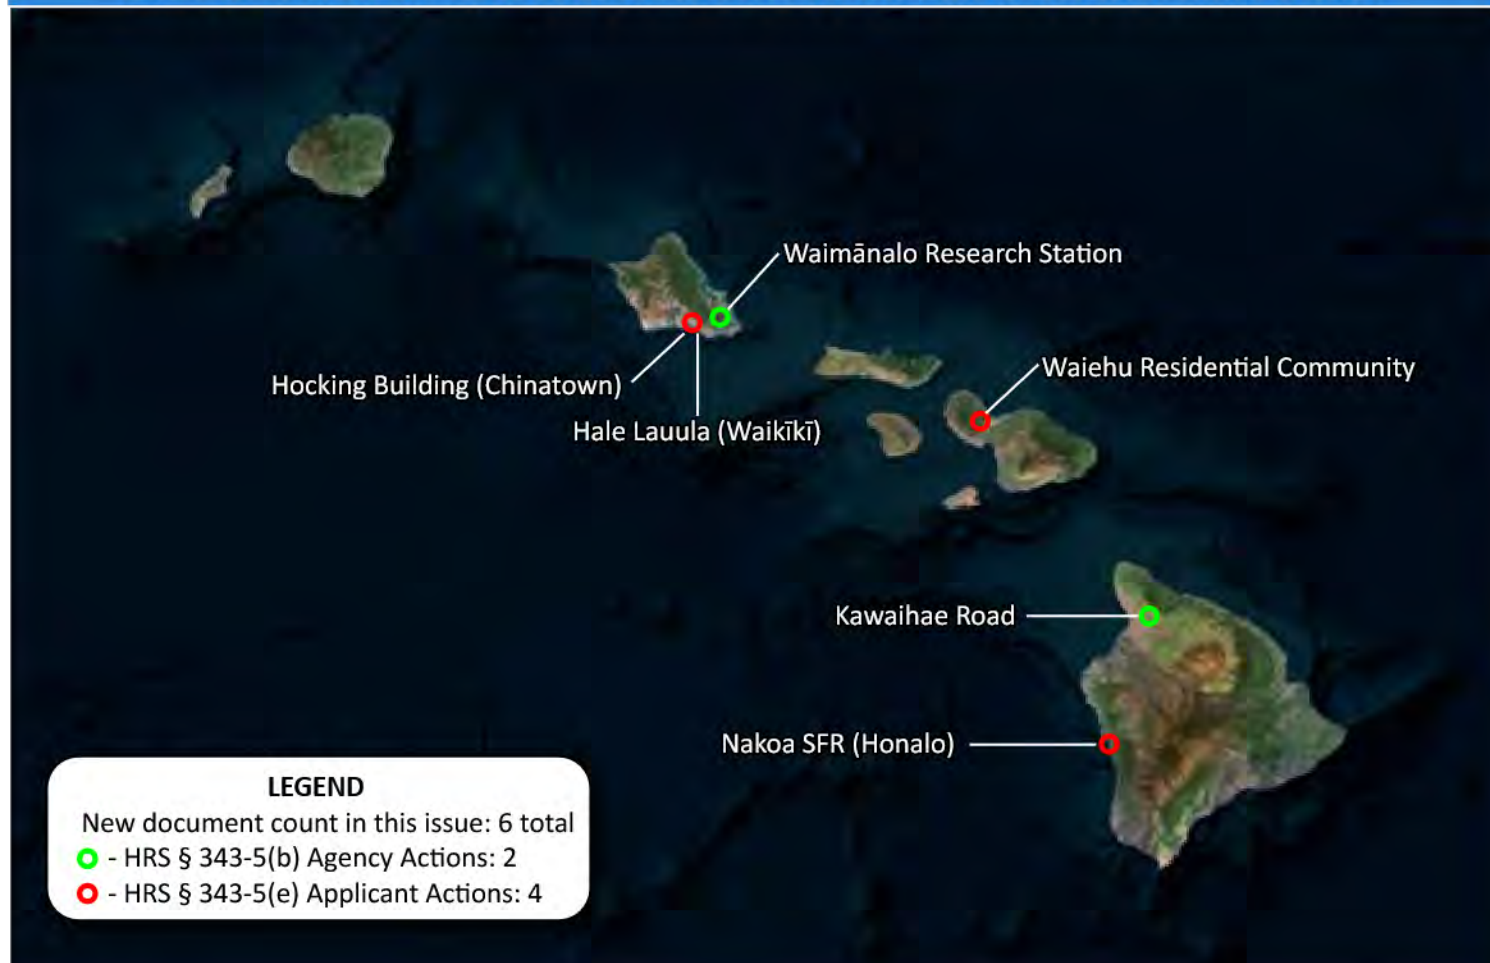 Waimānalo Research Station
Waiehu Residential Community
Hocking Building (Chinatown)
Hale Lauula (Waikīkī)
Kawaihae Road
Nakoa SFR (Honalo)
LEGEND
New document count in this issue: 6 total
- HRS § 343-5(b) Agency Actions: 2
- HRS § 343-5(e) Applicant Actions: 4